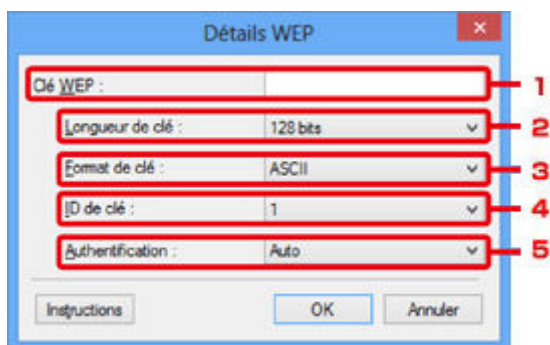 Détails WEP
Clé WEP :
1
Longueur de clé : 128 bits
2
Format de clé : ASCII
3
ID de clé : 1
4
Authentification : Auto
5
Instructions OK Annuler